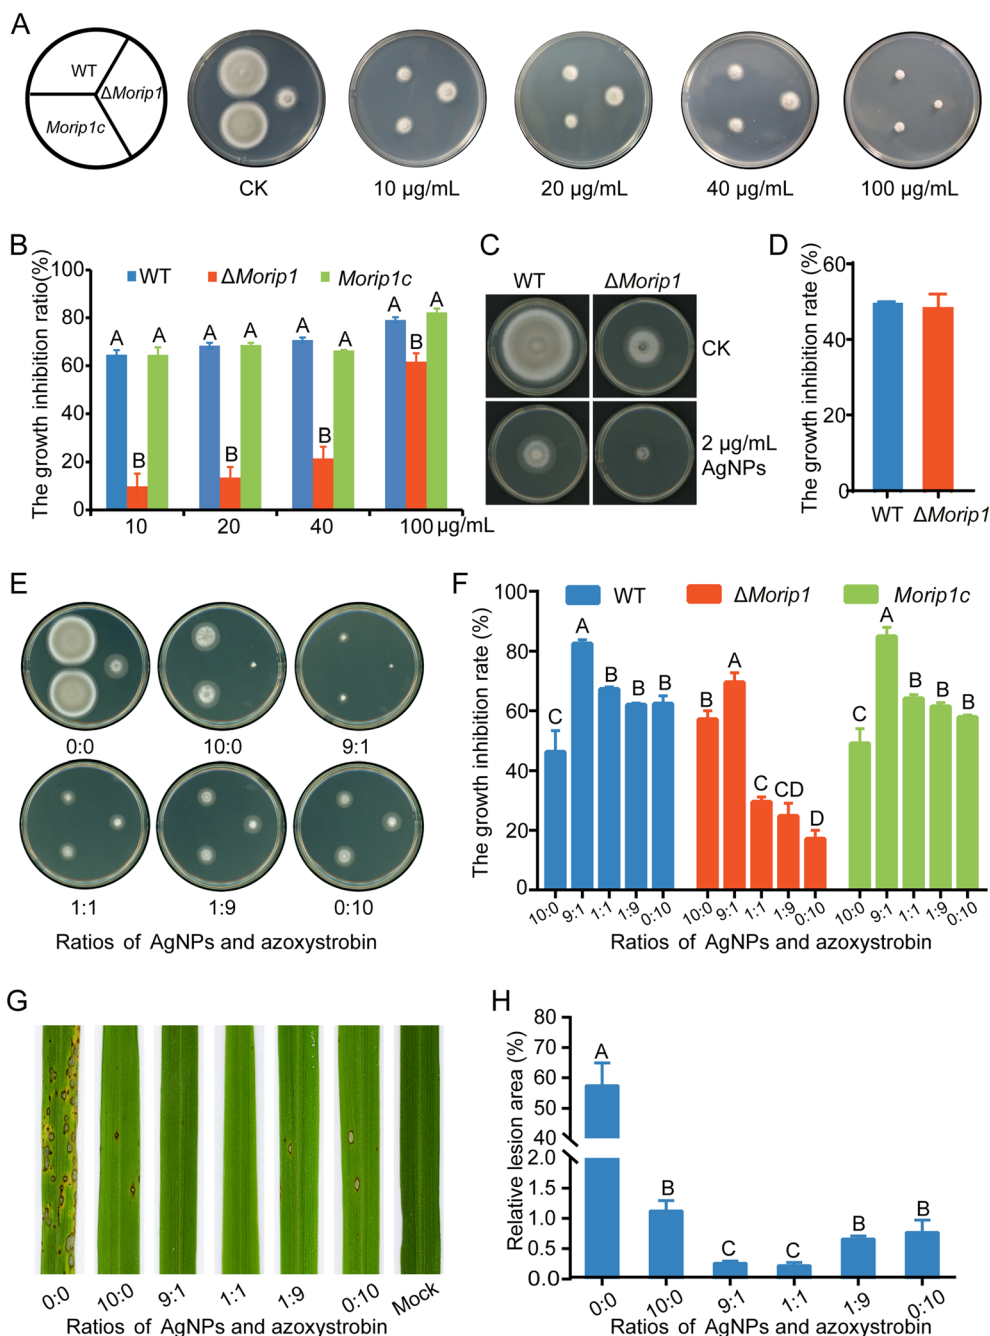 A
WT
ΔMorip1
Morip1c
CK
10 μg/mL
20 μg/mL
40 μg/mL
100 μg/mL
B
The growth inhibition ratio(%)
100
80
60
40
20
0
WT
ΔMorip1
Morip1c
A
B
A
A
B
A
A
B
A
A
B
A
10
20
40
100 μg/mL
C
WT
ΔMorip1
CK
2 μg/mL
AgNPs
D
The growth inhibition rate (%)
60
40
20
0
WT
ΔMorip1
E
0:0
10:0
9:1
1:1
1:9
0:10
Ratios of AgNPs and azoxystrobin
F
The growth inhibition rate (%)
100
80
60
40
20
0
WT
ΔMorip1
Morip1c
C
A
B
B
B
B
A
C
CD
D
C
A
B
B
B
10:0
9:1
1:1
1:9
0:10
10:0
9:1
1:1
1:9
0:10
10:0
9:1
1:1
1:9
0:10
Ratios of AgNPs and azoxystrobin
G
0:0
10:0
9:1
1:1
1:9
0:10
Mock
Ratios of AgNPs and azoxystrobin
H
Relative lesion area (%)
80
70
60
50
40
2.0
1.5
1.0
0.5
0.0
A
B
C
C
B
B
0:0
10:0
9:1
1:1
1:9
0:10
Ratios of AgNPs and azoxystrobin